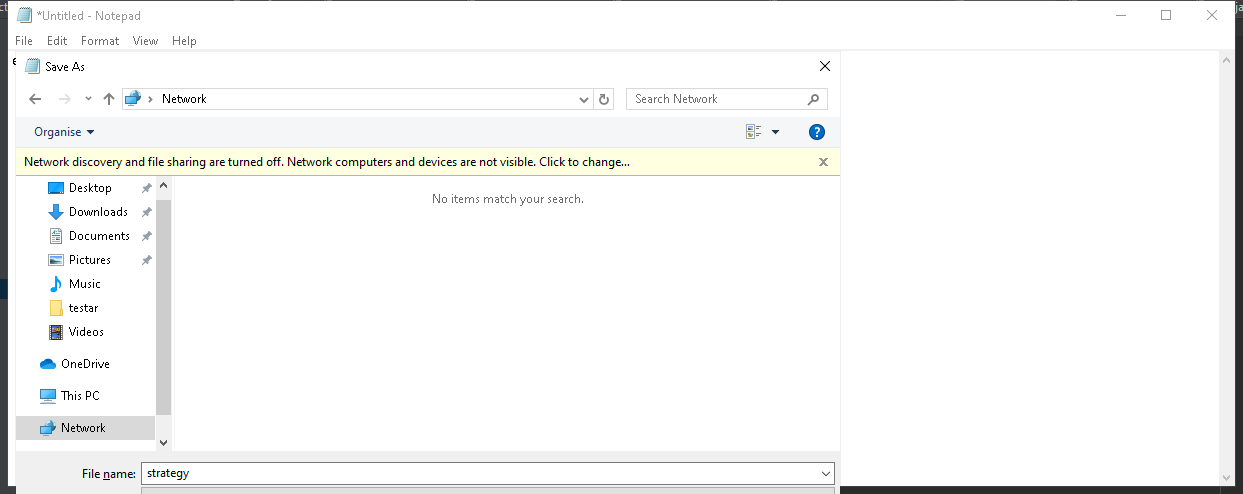 *Untitled - Notepad
File Edit Format View Help
Save As
Network
Search Network
Organise
Network discovery and file sharing are turned off. Network computers and devices are not visible. Click to change...
No items match your search.
Desktop
Downloads
Documents
Pictures
Music
testar
Videos
OneDrive
This PC
Network
File name: strategy